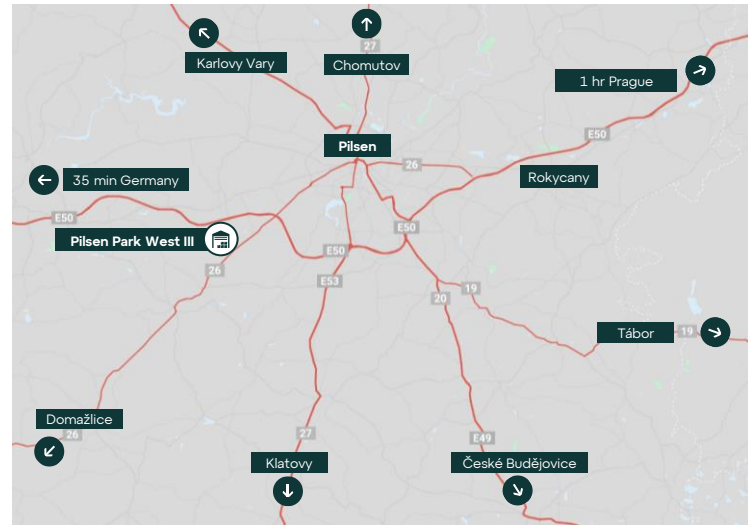 27
Karlovy Vary
Chomutov
1 hr Prague
E50
Pilsen
26
Rokycany
35 min Germany
E50
Pilsen Park West III
E50
E50
26
E53
19
20
19
Tábor
Domažlice
26
27
E49
Klatovy
České Budějovice